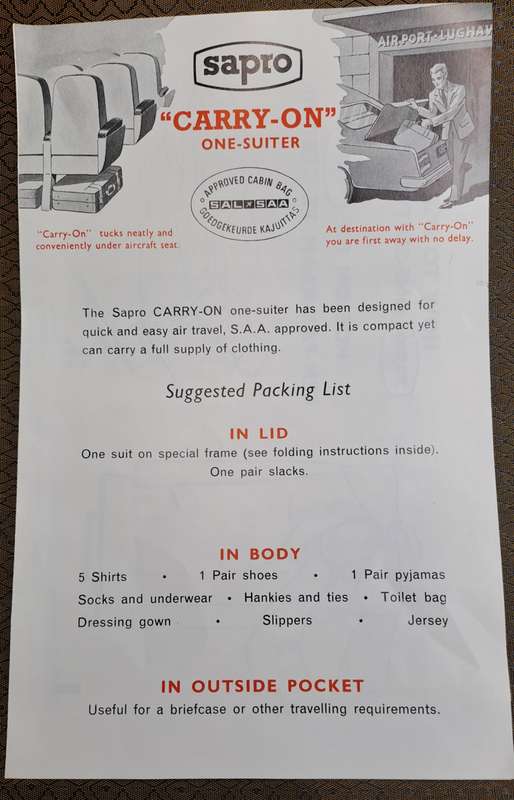 sapro
"CARRY-ON"
ONE-SUITER
AIR PORT · LUGHAV
APPROVED CABIN BAG
SAL SAA
GOEDGEKEURDE KAJUITTAS
"Carry-On" tucks neatly and
conveniently under aircraft seat.
At destination with "Carry-On"
you are first away with no delay.
The Sapro CARRY-ON one-suiter has been designed for
quick and easy air travel, S.A.A. approved. It is compact yet
can carry a full supply of clothing.
Suggested Packing List
IN LID
One suit on special frame (see folding instructions inside).
One pair slacks.
IN BODY
5 Shirts • 1 Pair shoes • 1 Pair pyjamas
Socks and underwear • Hankies and ties • Toilet bag
Dressing gown • Slippers • Jersey
IN OUTSIDE POCKET
Useful for a briefcase or other travelling requirements.